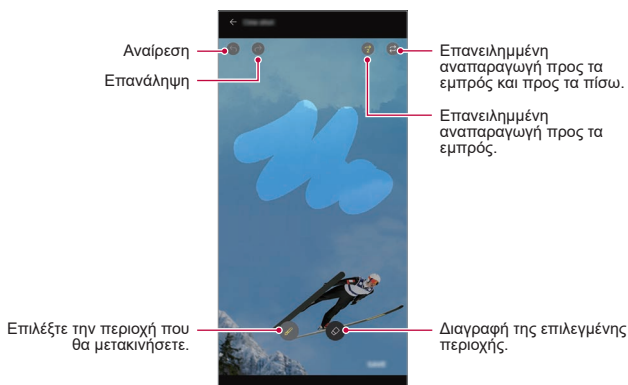 Αναίρεση
Επανάληψη
Επανειλημμένη
αναπαραγωγή προς τα
εμπρός και προς τα πίσω.
Επανειλημμένη
αναπαραγωγή προς τα
εμπρός.
Επιλέξτε την περιοχή που
θα μετακινήσετε.
Διαγραφή της επιλεγμένης
περιοχής.